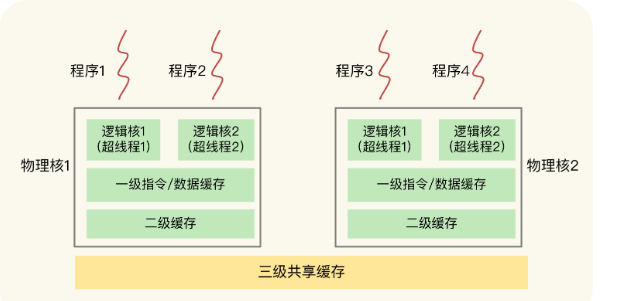 程序1
程序2
程序3
程序4
物理核1
逻辑核1
(超线程1)
逻辑核2
(超线程2)
一级指令/数据缓存
二级缓存
逻辑核1
(超线程1)
逻辑核2
(超线程2)
一级指令/数据缓存
二级缓存
物理核2
三级共享缓存